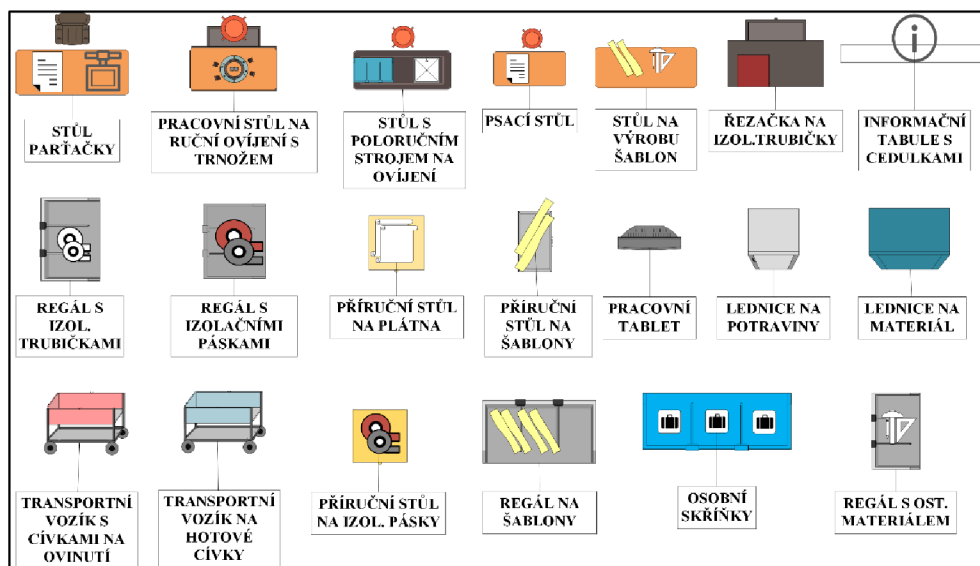 STŮL
PARŤAČKY
PRACOVNÍ STŮL NA
RUČNÍ OVÍJENÍ S
TRNOŽEM
STŮL S
POLORUČNÍM
STROJEM NA
OVÍJENÍ
PSACÍ STŮL
STŮL NA
VÝROBU
ŠABLON
ŘEZAČKA NA
IZOL.TRUBIČKY
INFORMAČNÍ
TABULE S
CEDULKAMI
REGÁL S
IZOL.
TRUBIČKAMI
REGÁL S
IZOLAČNÍMI
PÁSKAMI
PŘÍRUČNÍ STŮL
NA PLÁTNA
PŘÍRUČNÍ
STŮL NA
ŠABLONY
PRACOVNÍ
TABLET
LEDNICE NA
POTRAVINY
LEDNICE NA
MATERIÁL
TRANSPORTNÍ
VOZÍK S
CÍVKAMI NA
OVINUTÍ
TRANSPORTNÍ
VOZÍK NA
HOTOVÉ
CÍVKY
PŘÍRUČNÍ STŮL
NA IZOL. PÁSKY
REGÁL NA
ŠABLONY
OSOBNÍ
SKŘÍŇKY
REGÁL S OST.
MATERIÁLEM